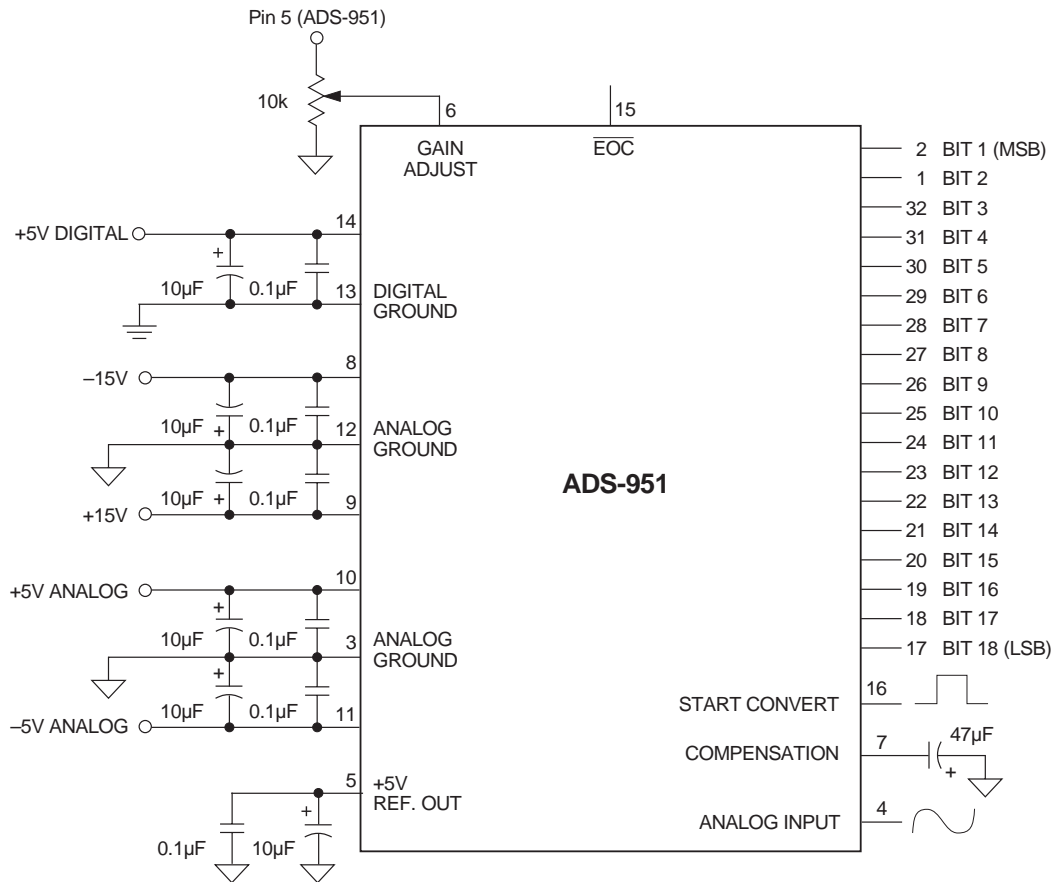 Pin 5 (ADS-951)
10k
6
15
GAIN
ADJUST
EOC
14
+5V DIGITAL
+
10µF
0.1µF
13
DIGITAL
GROUND
8
–15V
10µF
+
0.1µF
12
ANALOG
GROUND
10µF
+
0.1µF
+15V
9
10
+5V ANALOG
+
10µF
0.1µF
3
ANALOG
GROUND
+
10µF
0.1µF
–5V ANALOG
11
5
+5V
REF. OUT
+
0.1µF
10µF
ADS-951
2 BIT 1 (MSB)
1 BIT 2
32 BIT 3
31 BIT 4
30 BIT 5
29 BIT 6
28 BIT 7
27 BIT 8
26 BIT 9
25 BIT 10
24 BIT 11
23 BIT 12
22 BIT 13
21 BIT 14
20 BIT 15
19 BIT 16
18 BIT 17
17 BIT 18 (LSB)
START CONVERT
16
COMPENSATION
7
47µF
+
ANALOG INPUT
4